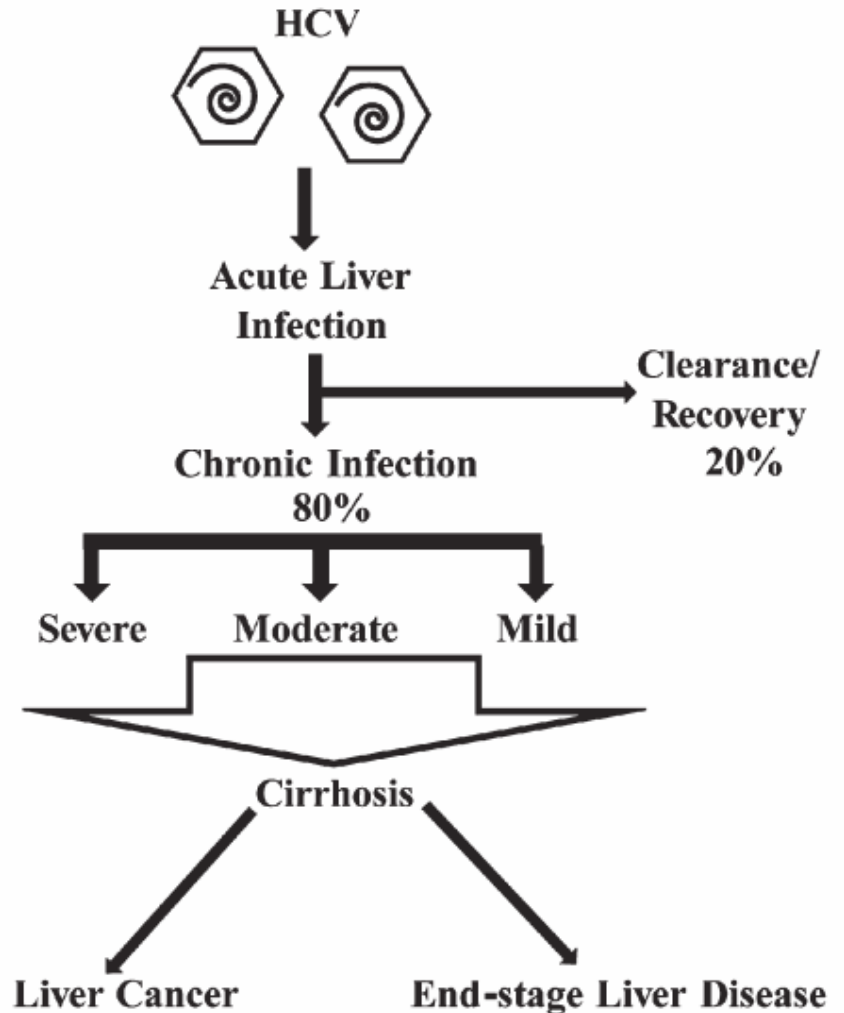 HCV
Acute Liver
Infection
Clearance/
Recovery
20%
Chronic Infection
80%
Severe Moderate Mild
Cirrhosis
Liver Cancer End-stage Liver Disease